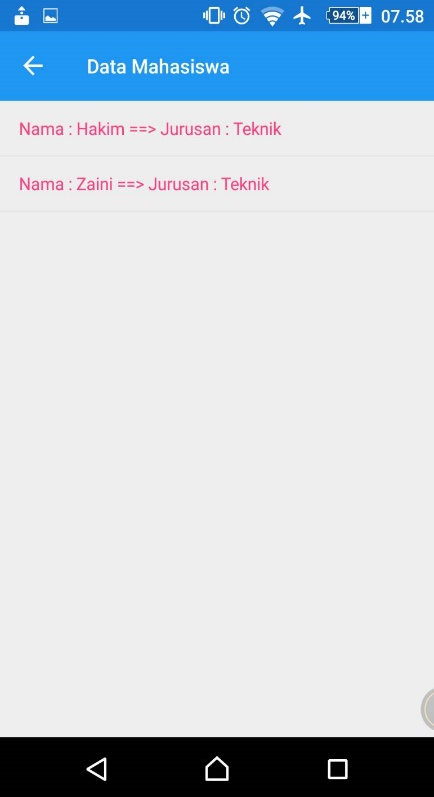 94% 07.58
Data Mahasiswa
Nama : Hakim ==> Jurusan : Teknik
Nama : Zaini ==> Jurusan : Teknik